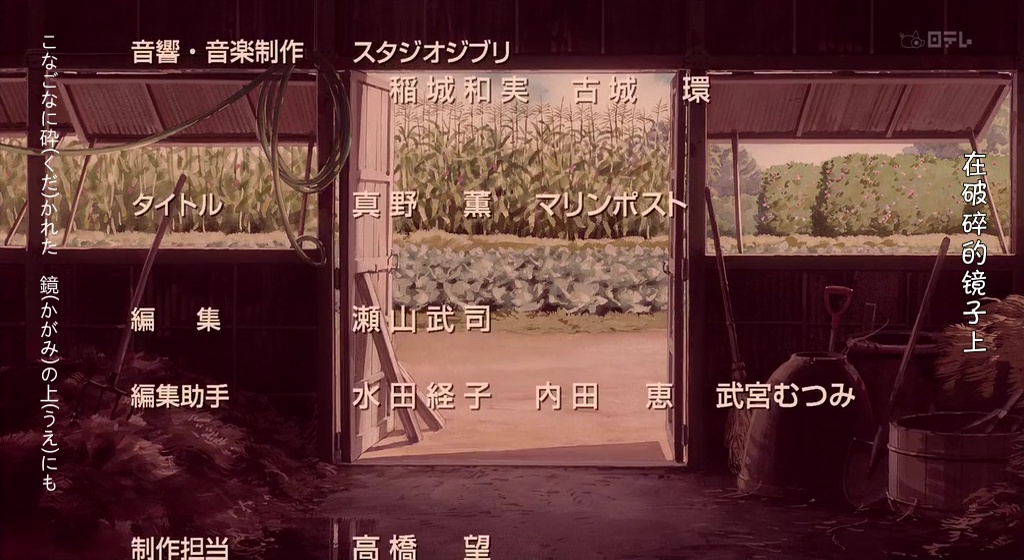 日テレ
音響・音楽制作　スタジオジブリ
稲城和実　古城　環
タイトル　真野　薫　マリンポスト
編　集　瀬山武司
編集助手　水田経子　内田　恵　武宮むつみ
制作担当　高橋　望
こなごなに砕(くだ)かれた　鏡(かがみ)の上(うえ)にも
在破碎的镜子上